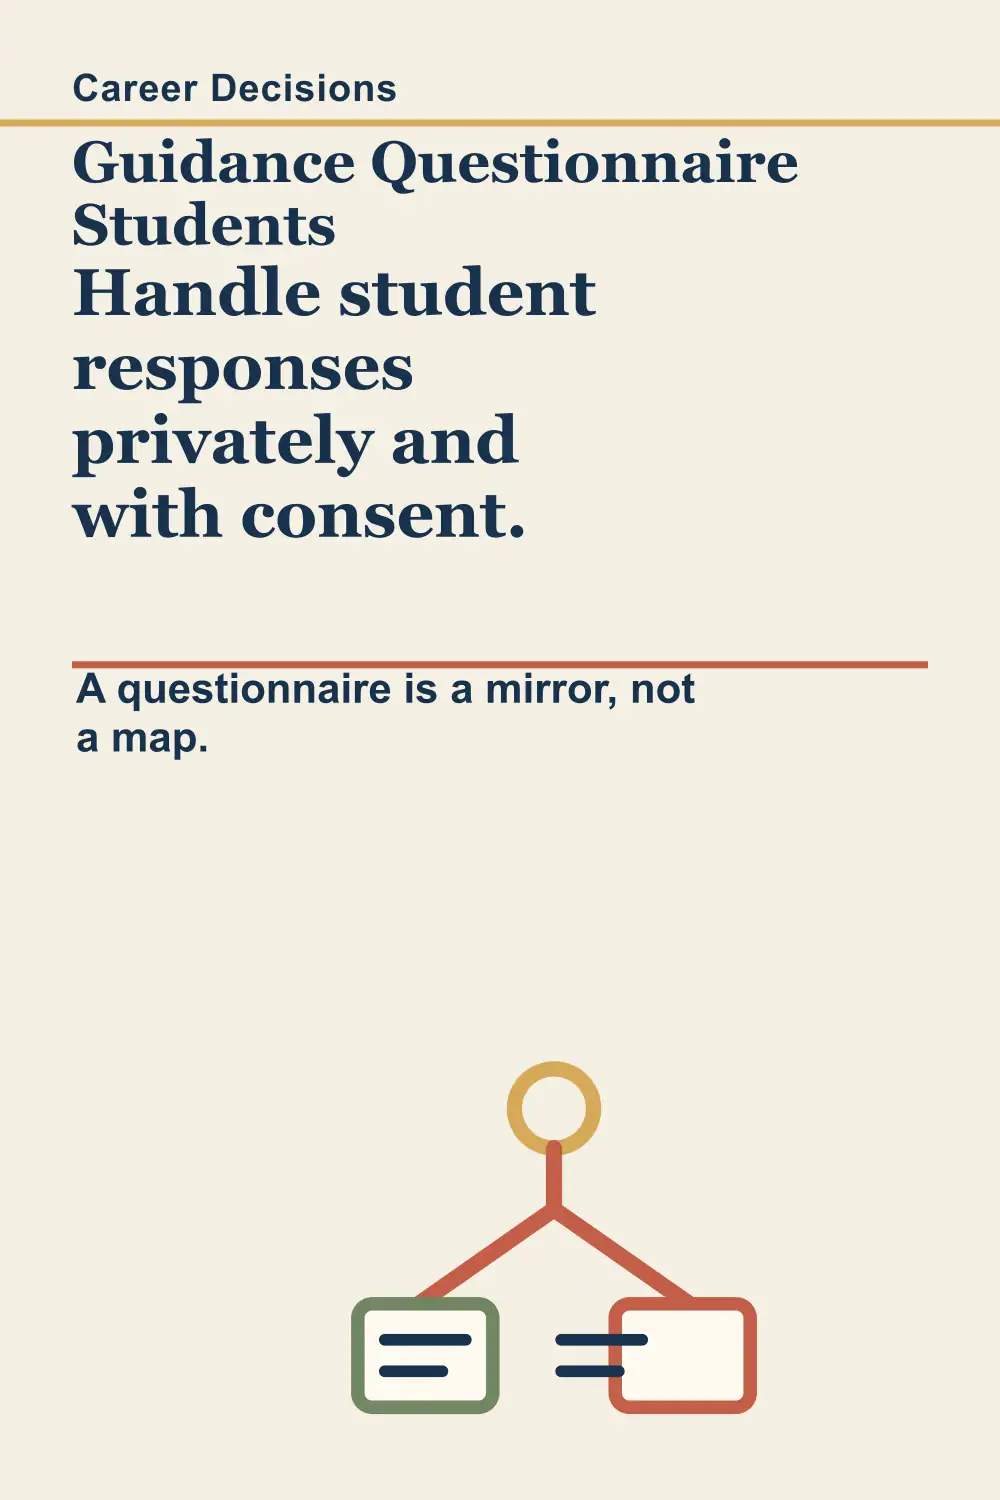 Career Decisions
Guidance Questionnaire
Students
Handle student
responses
privately and
with consent.
A questionnaire is a mirror, not
a map.